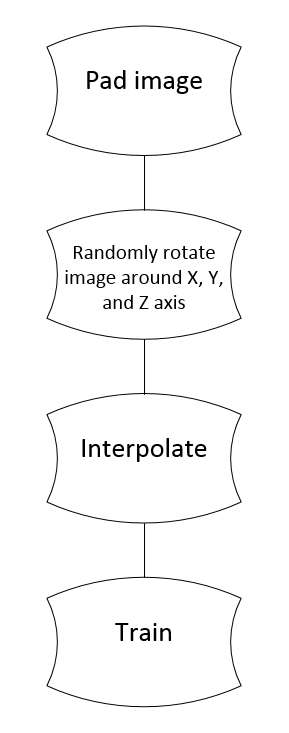 Pad image
Randomly rotate
image around X, Y,
and Z axis
Interpolate
Train